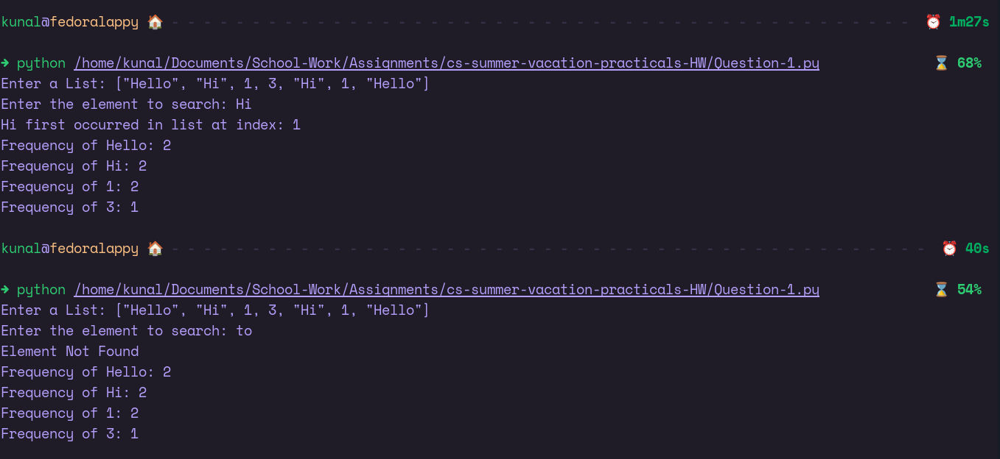 kunal@fedoralappy 🏠 - - - - - - - - - - - - - - - - - - - - - - - - - - - - - - - - - - - - - - - - - - - - - - ⏰ 1m27s
➜ python /home/kunal/Documents/School-Work/Assignments/cs-summer-vacation-practicals-HW/Question-1.py ⌛ 68%
Enter a List: ["Hello", "Hi", 1, 3, "Hi", 1, "Hello"]
Enter the element to search: Hi
Hi first occurred in list at index: 1
Frequency of Hello: 2
Frequency of Hi: 2
Frequency of 1: 2
Frequency of 3: 1
kunal@fedoralappy 🏠 - - - - - - - - - - - - - - - - - - - - - - - - - - - - - - - - - - - - - - - - - - - - - - - ⏰ 40s
➜ python /home/kunal/Documents/School-Work/Assignments/cs-summer-vacation-practicals-HW/Question-1.py ⌛ 54%
Enter a List: ["Hello", "Hi", 1, 3, "Hi", 1, "Hello"]
Enter the element to search: to
Element Not Found
Frequency of Hello: 2
Frequency of Hi: 2
Frequency of 1: 2
Frequency of 3: 1